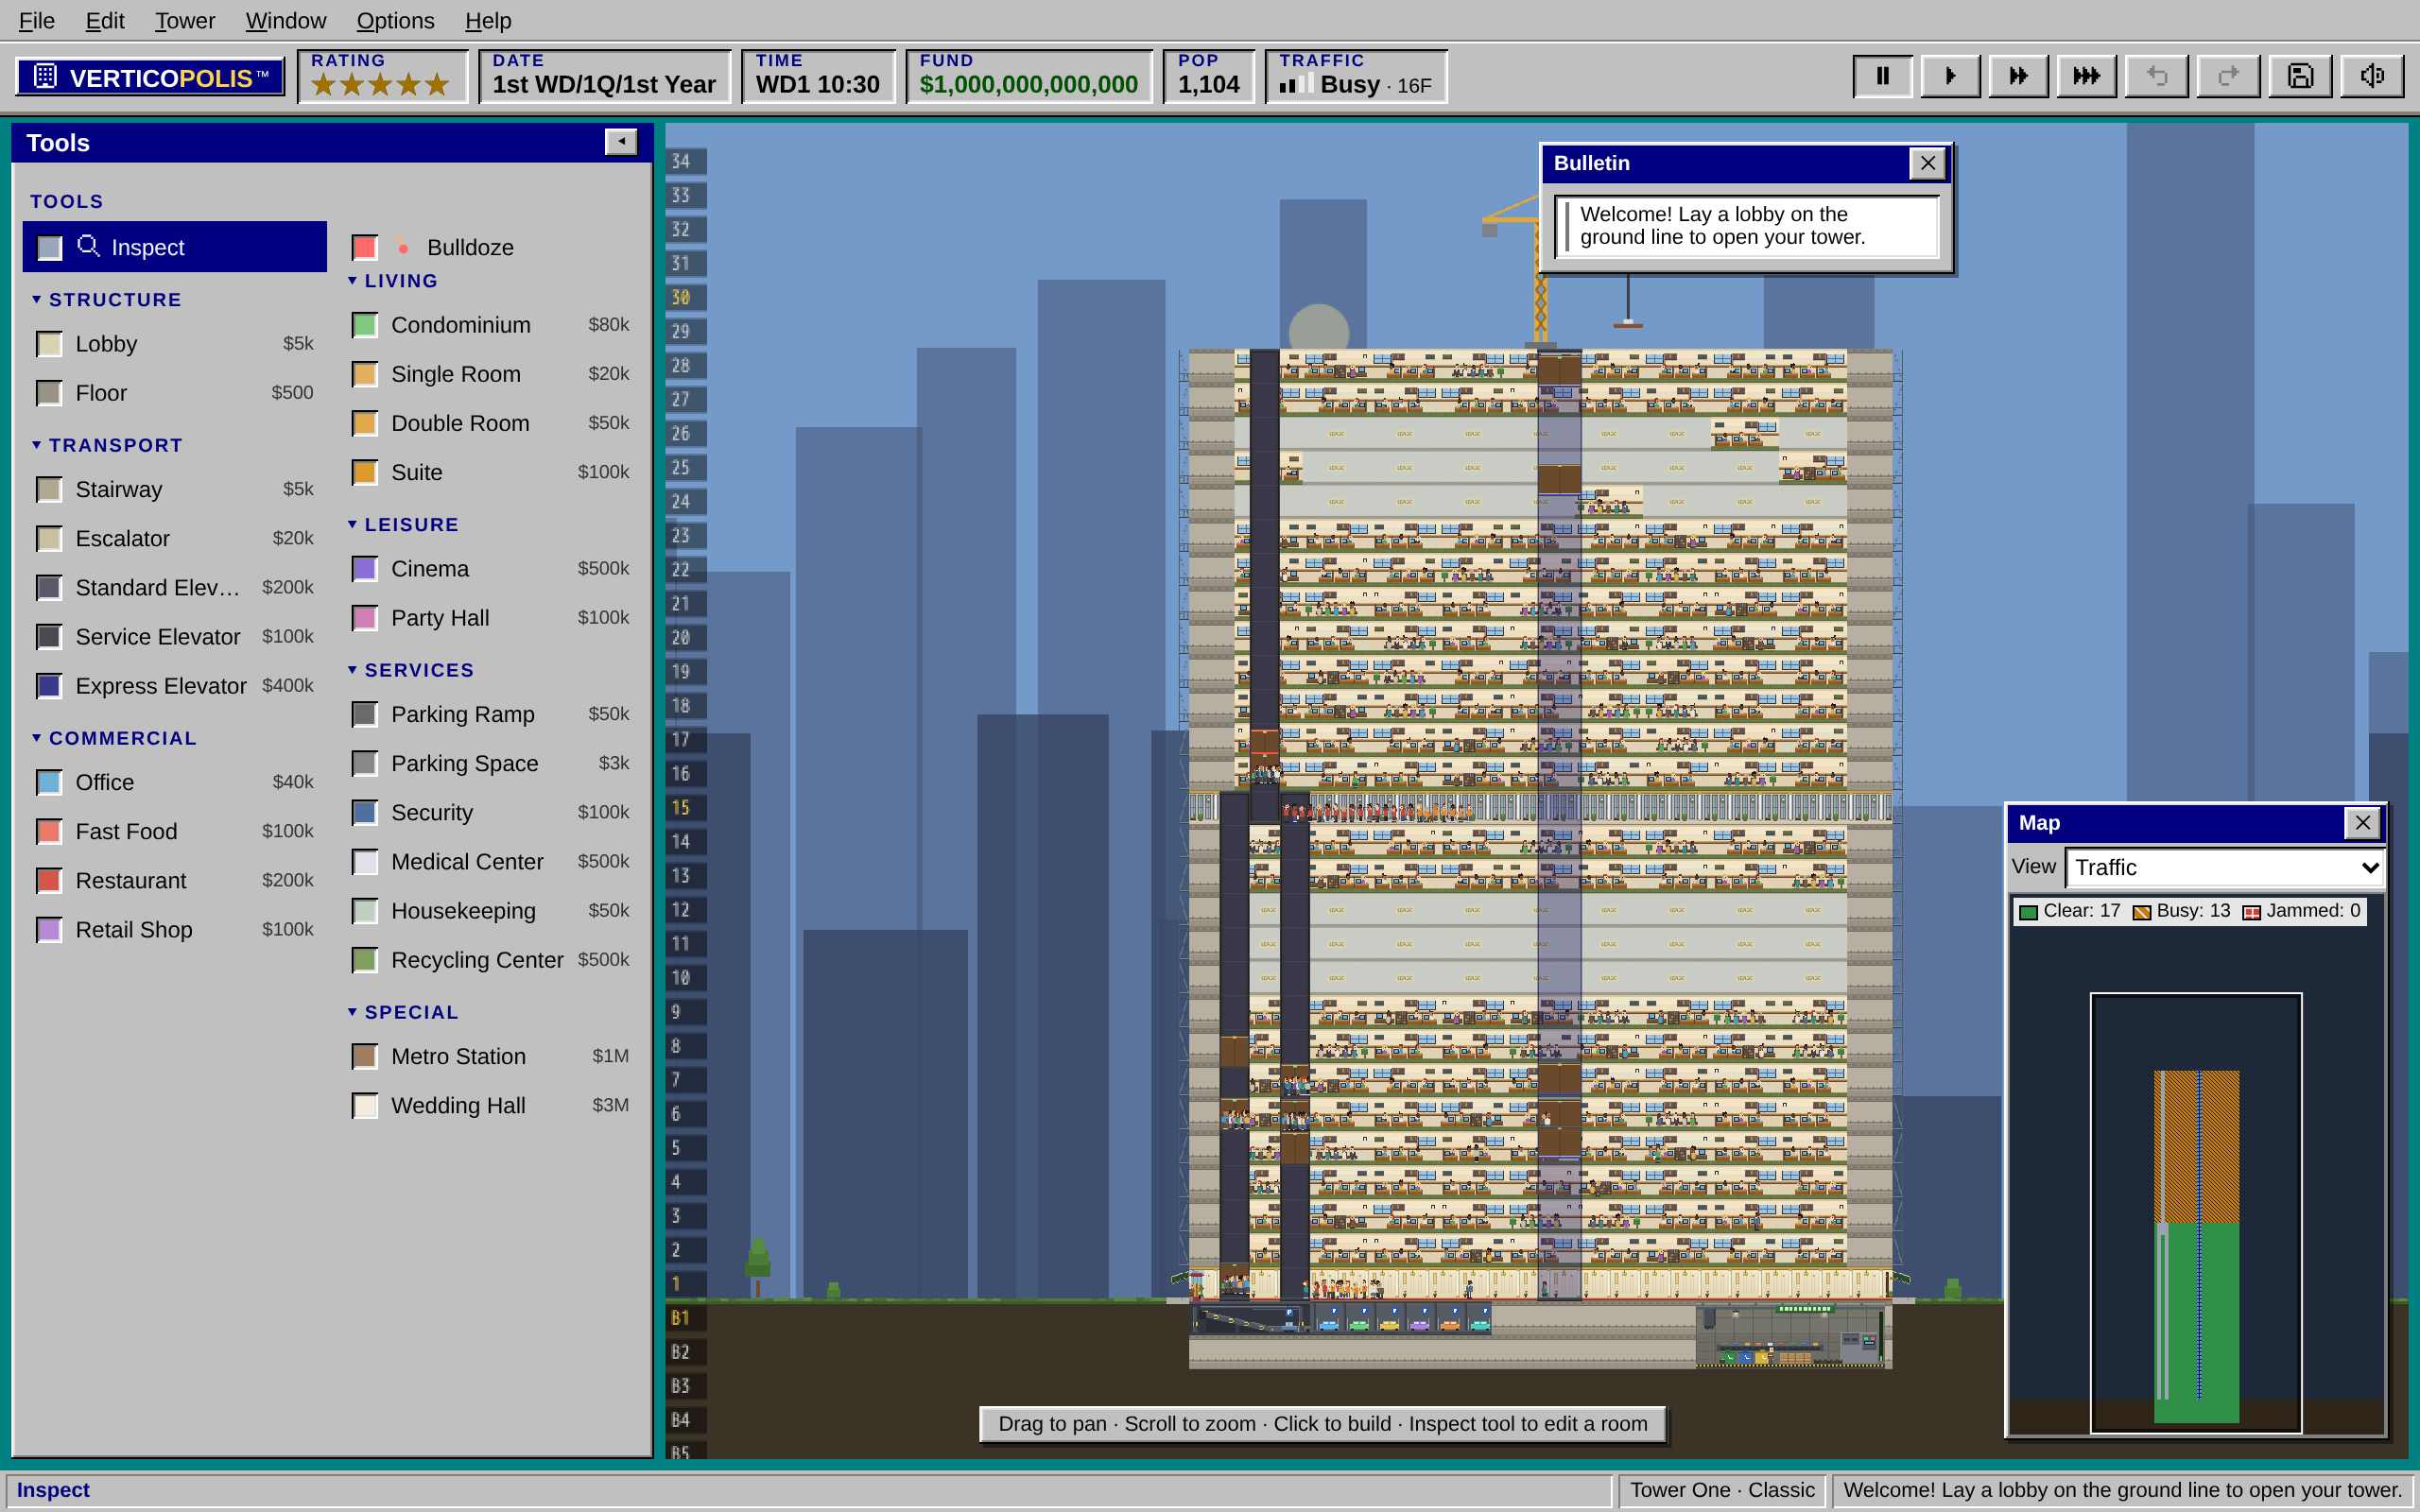 File Edit Tower Window Options Help
VERTICOPOLIS™
RATING
DATE
1st WD/1Q/1st Year
TIME
WD1 10:30
FUND
$1,000,000,000,000
POP
1,104
TRAFFIC
Busy · 16F
Tools
TOOLS
Inspect
STRUCTURE
Lobby $5k
Floor $500
TRANSPORT
Stairway $5k
Escalator $20k
Standard Elev… $200k
Service Elevator $100k
Express Elevator $400k
COMMERCIAL
Office $40k
Fast Food $100k
Restaurant $200k
Retail Shop $100k
Bulldoze
LIVING
Condominium $80k
Single Room $20k
Double Room $50k
Suite $100k
LEISURE
Cinema $500k
Party Hall $100k
SERVICES
Parking Ramp $50k
Parking Space $3k
Security $100k
Medical Center $500k
Housekeeping $50k
Recycling Center $500k
SPECIAL
Metro Station $1M
Wedding Hall $3M
34
33
32
31
30
29
28
27
26
25
24
23
22
21
20
19
18
17
16
15
14
13
12
11
10
9
8
7
6
5
4
3
2
1
B1
B2
B3
B4
B5
Bulletin
Welcome! Lay a lobby on the
ground line to open your tower.
Map
View Traffic
Clear: 17 Busy: 13 Jammed: 0
Drag to pan · Scroll to zoom · Click to build · Inspect tool to edit a room
Inspect
Tower One · Classic
Welcome! Lay a lobby on the ground line to open your tower.